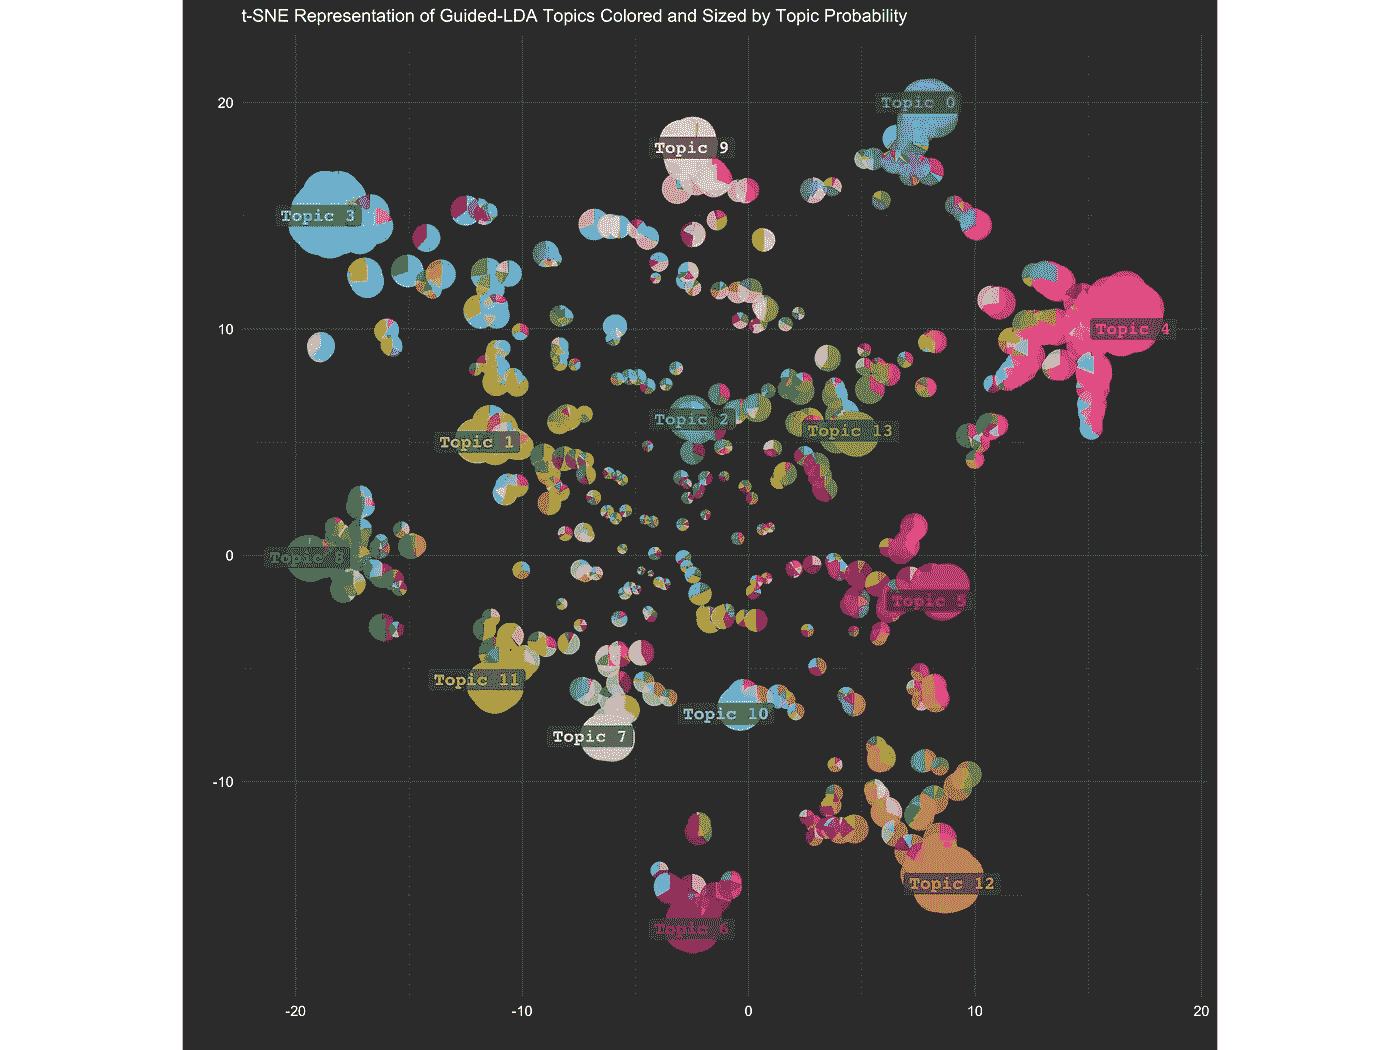 t-SNE Representation of Guided-LDA Topics Colored and Sized by Topic Probability
20
Topic 0
Topic 9
Topic 3
10
Topic 4
Topic 2
Topic 13
Topic 1
0
Topic 8
Topic 5
Topic 11
Topic 10
Topic 7
-10
Topic 12
Topic 6
-20
-10
0
10
20